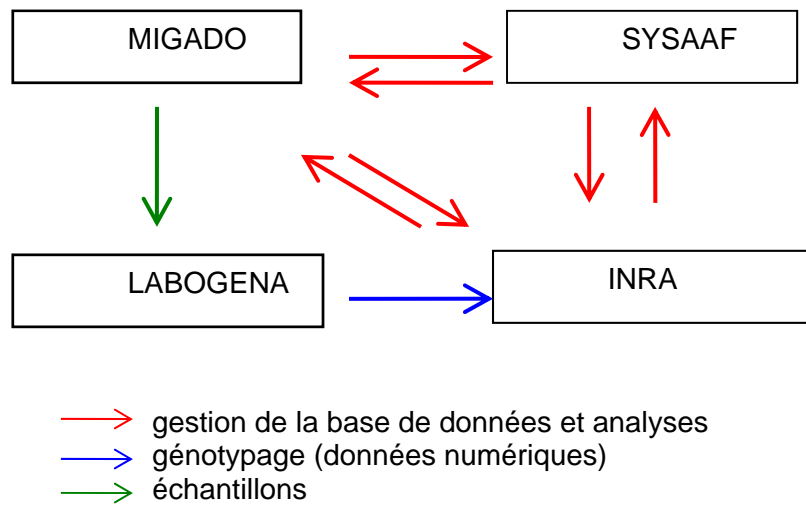 MIGADO
SYSAAF
LABOGENA
INRA
gestion de la base de données et analyses
génotypage (données numériques)
échantillons